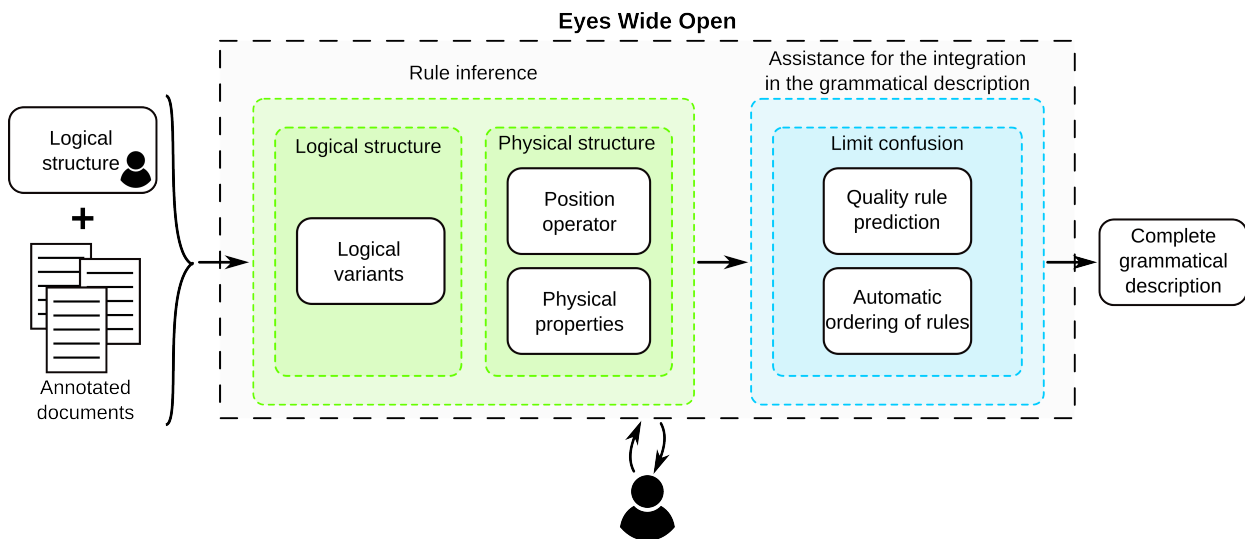 Eyes Wide Open
Rule inference
Assistance for the integration
in the grammatical description
Logical
structure
+
Annotated
documents
Logical structure
Logical
variants
Physical structure
Position
operator
Physical
properties
Limit confusion
Quality rule
prediction
Automatic
ordering of rules
Complete
grammatical
description